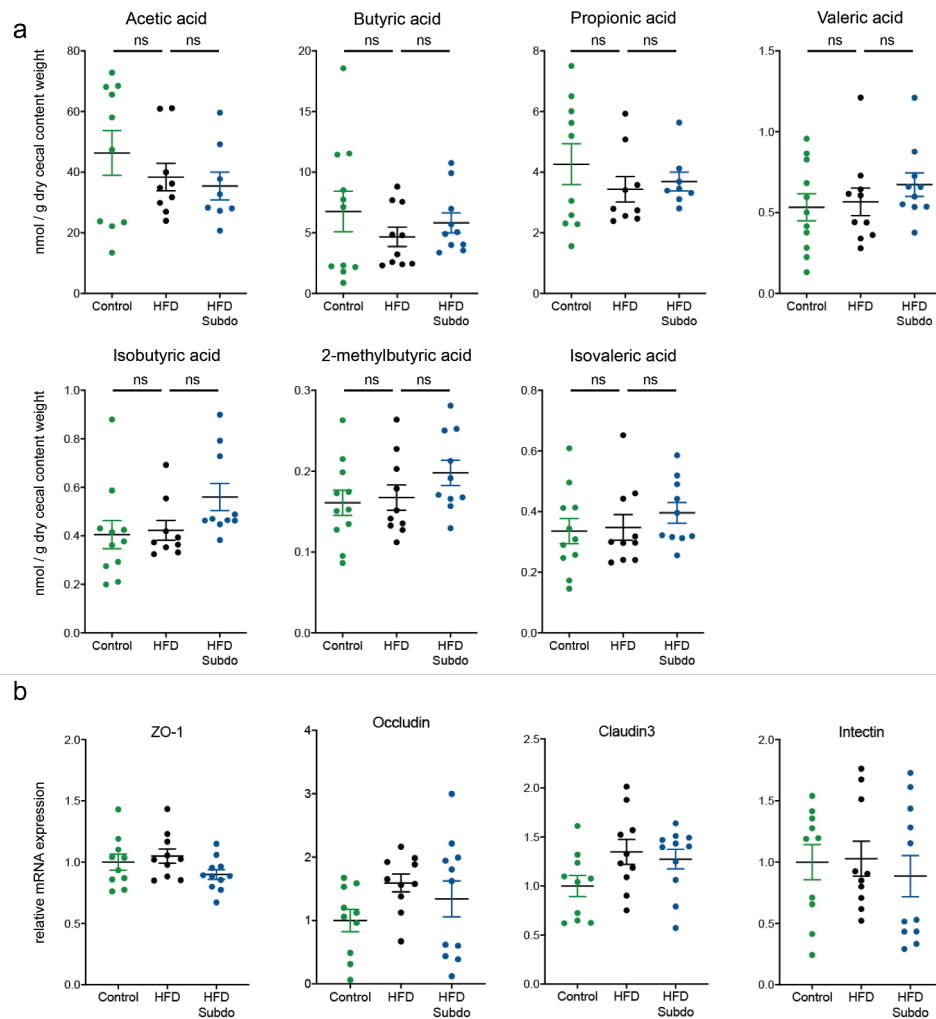 a
Acetic acid
Butyric acid
Propionic acid
Valeric acid
nmol / g dry cecal content weight
ns ns
ns ns
ns ns
ns ns
80
60
40
20
0
20
15
10
5
0
8
6
4
2
0
1.5
1.0
0.5
0.0
Control HFD HFD Subdo
Control HFD HFD Subdo
Control HFD HFD Subdo
Control HFD HFD Subdo
Isobutyric acid
2-methylbutyric acid
Isovaleric acid
nmol / g dry cecal content weight
ns ns
ns ns
ns ns
1.0
0.8
0.6
0.4
0.2
0.0
0.3
0.2
0.1
0.0
0.8
0.6
0.4
0.2
0.0
Control HFD HFD Subdo
Control HFD HFD Subdo
Control HFD HFD Subdo
b
ZO-1
Occludin
Claudin3
Intectin
relative mRNA expression
2.0
1.5
1.0
0.5
0.0
4
3
2
1
0
2.5
2.0
1.5
1.0
0.5
0.0
2.0
1.5
1.0
0.5
0.0
Control HFD HFD Subdo
Control HFD HFD Subdo
Control HFD HFD Subdo
Control HFD HFD Subdo